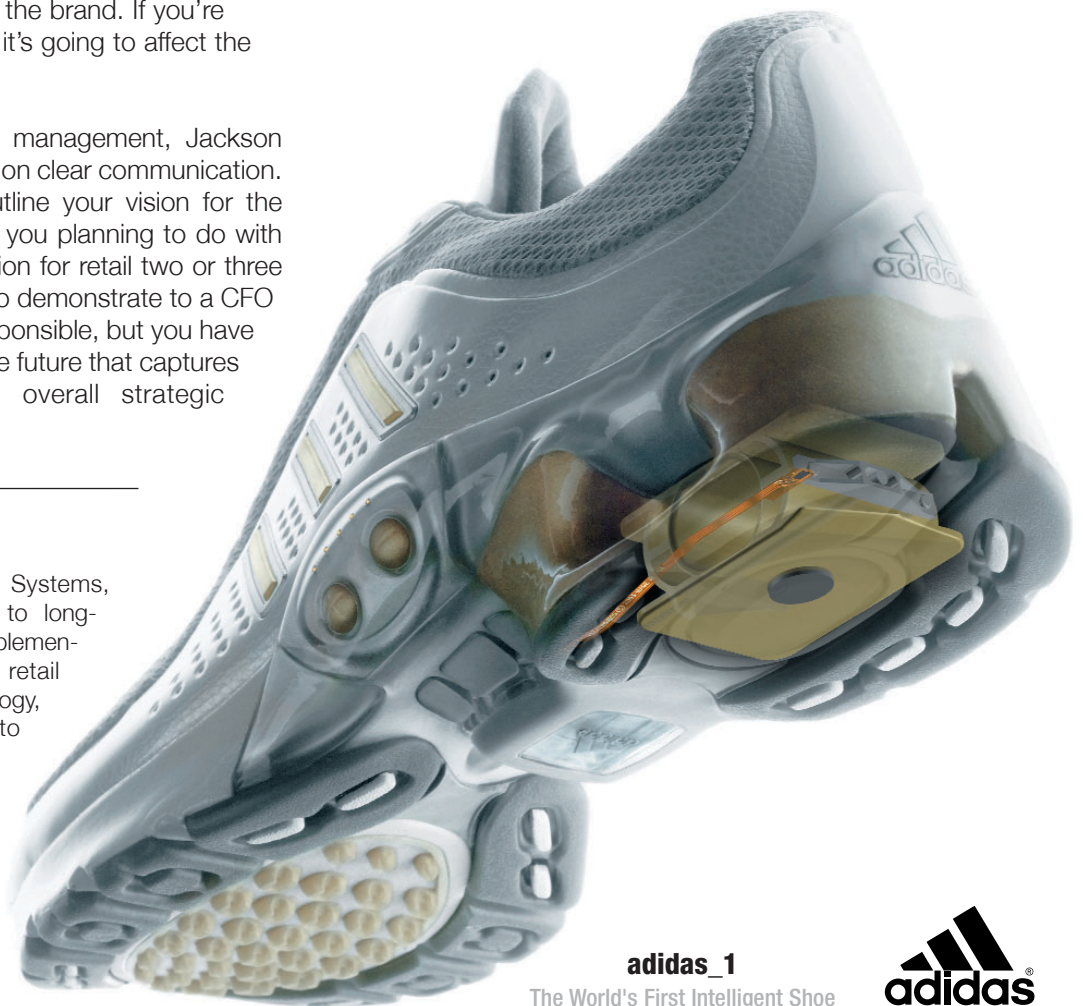 the brand. If you’re
it’s going to affect the
management, Jackson
on clear communication.
utline your vision for the
you planning to do with
ion for retail two or three
o demonstrate to a CFO
ponsible, but you have
e future that captures
overall strategic
Systems,
to long-
plemen-
retail
ogy,
to
adidas
adidas_1
The World's First Intelligent Shoe
adidas®